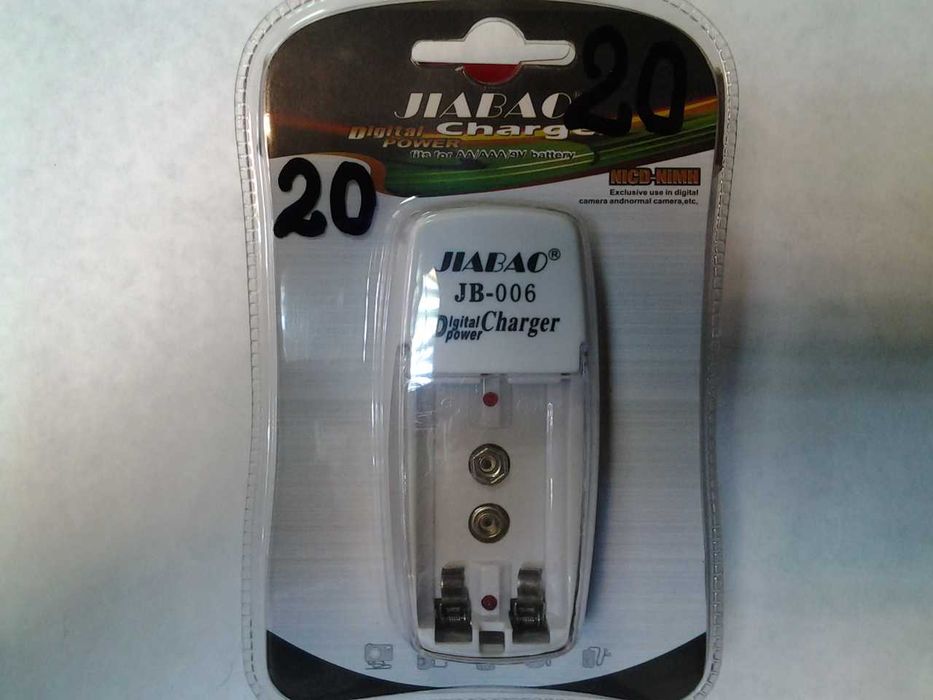 JIABAO
20
Digital Charge
POWER
fits for AA/AAA/9V battery
NICD-NIMH
Exclusive use in digital
camera andnormal camera,etc.
20
JIABAO®
JB-006
Digital power Charger